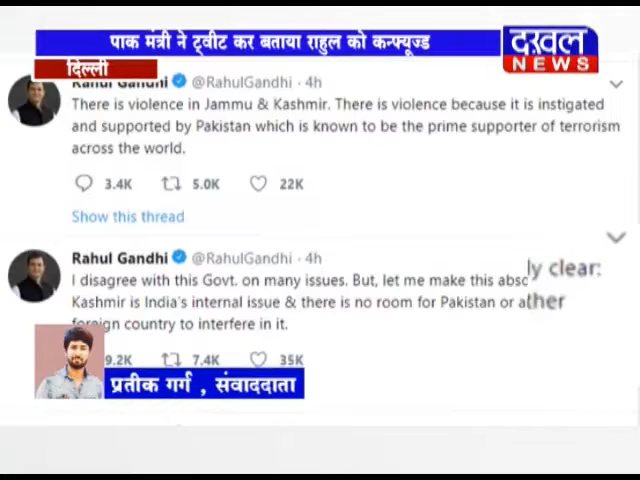 पाक मंत्री ने ट्वीट कर बताया राहुल को कन्फ्यूज्ड
दख़ल
NEWS
दिल्ली
Rahul Gandhi @RahulGandhi · 4h
There is violence in Jammu & Kashmir. There is violence because it is instigated
and supported by Pakistan which is known to be the prime supporter of terrorism
across the world.
3.4K 5.0K 22K
Show this thread
Rahul Gandhi @RahulGandhi · 4h
I disagree with this Govt. on many issues. But, let me make this abso ly clear:
Kashmir is India's internal issue & there is no room for Pakistan or a ther
foreign country to interfere in it.
9.2K 7.4K 35K
प्रतीक गर्ग , संवाददाता